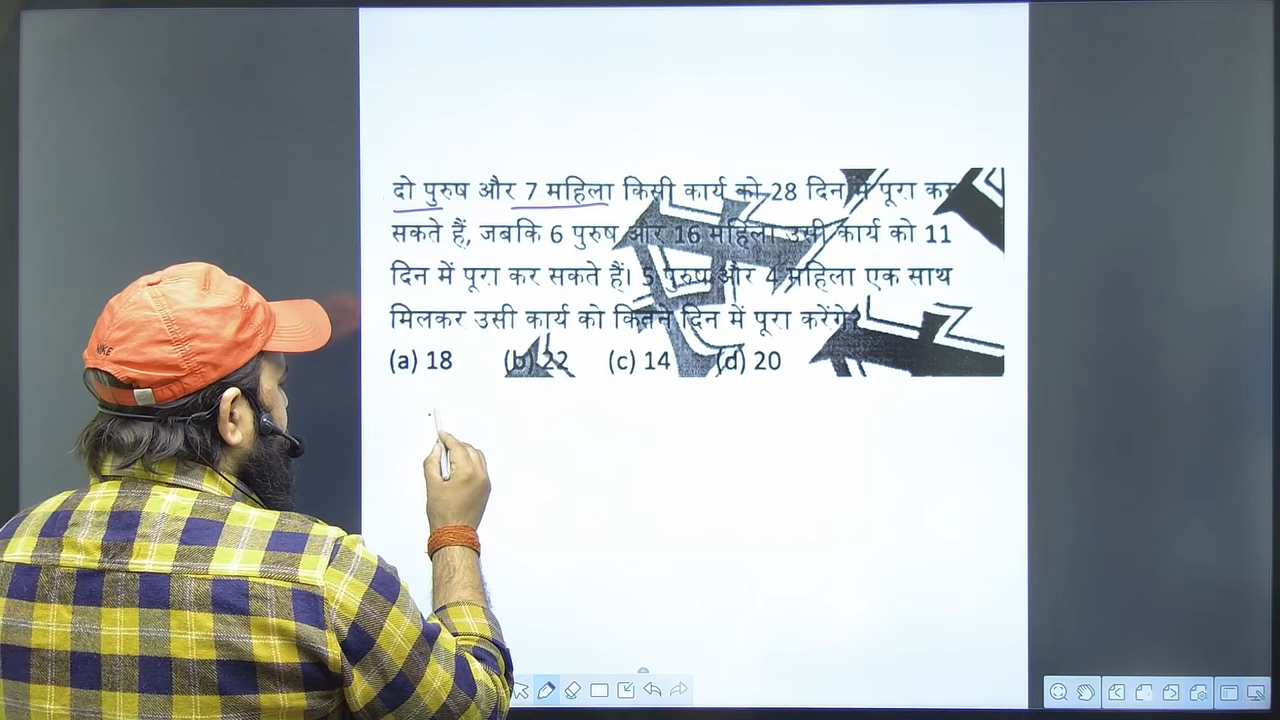 दो पुरुष और 7 महिला किसी कार्य को 28 दिन में पूरा कर
सकते हैं, जबकि 6 पुरुष और 16 महिला उसी कार्य को 11
दिन में पूरा कर सकते हैं। 5 पुरुष और 4 महिला एक साथ
मिलकर उसी कार्य को कितने दिन में पूरा करेंगे?
(a) 18 (b) 22 (c) 14 (d) 20
NIKE